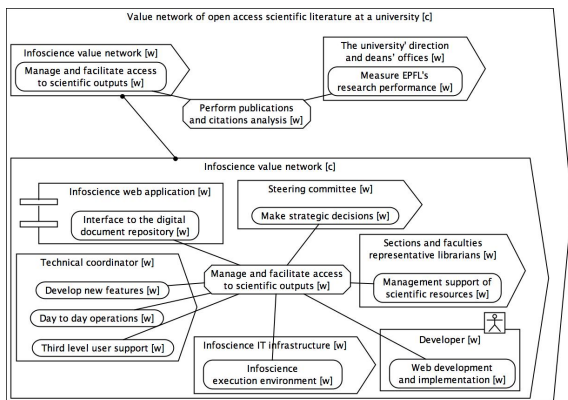 Value network of open access scientific literature at a university [c]
Infoscience value network [w]
Manage and facilitate access
to scientific outputs [w]
The university' direction
and deans' offices [w]
Measure EPFL's
research performance [w]
Perform publications
and citations analysis [w]
Infoscience value network [c]
Infoscience web application [w]
Interface to the digital
document repository [w]
Steering committee [w]
Make strategic decisions [w]
Sections and faculties
representative librarians [w]
Management support of
scientific resources [w]
Technical coordinator [w]
Develop new features [w]
Day to day operations [w]
Third level user support [w]
Manage and facilitate access
to scientific outputs [w]
Infoscience IT infrastructure [w]
Infoscience
execution environment [w]
Developer [w]
Web development
and implementation [w]